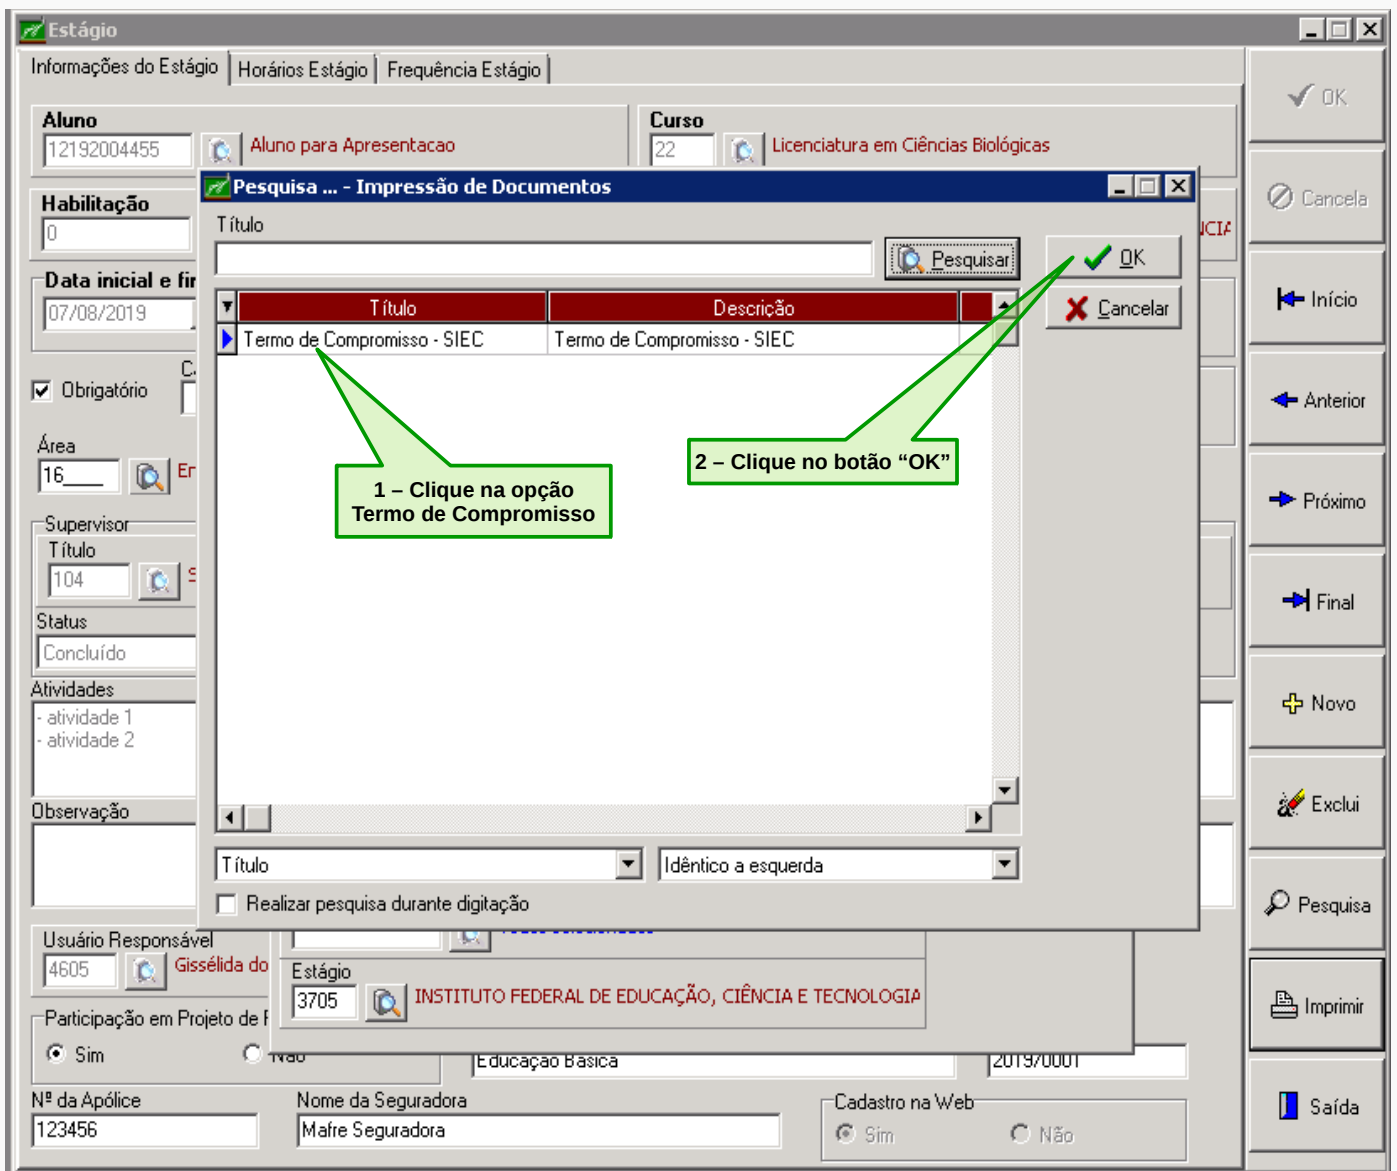 Estágio
Informações do Estágio
Horários Estágio
Frequência Estágio
OK
Aluno
12192004455
Aluno para Apresentacao
Curso
22
Licenciatura em Ciências Biológicas
Cancela
Habilitação
0
Pesquisa ... - Impressão de Documentos
Título
Pesquisar
OK
Cancelar
Data inicial e fir
07/08/2019
Título
Descrição
Termo de Compromisso - SIEC
Termo de Compromisso - SIEC
Início
Obrigatório
Anterior
Área
16____
2 – Clique no botão “OK”
1 – Clique na opção
Termo de Compromisso
Próximo
Supervisor
Título
104
Final
Status
Concluído
Atividades
- atividade 1
- atividade 2
Novo
Observação
Exclui
Título
Idêntico a esquerda
Realizar pesquisa durante digitação
Pesquisa
Usuário Responsável
4605
Gissélida do
Estágio
3705
INSTITUTO FEDERAL DE EDUCAÇÃO, CIÊNCIA E TECNOLOGIA
Imprimir
Participação em Projeto de
Sim
Não
Educação Básica
2019/0001
Nº da Apólice
123456
Nome da Seguradora
Mafre Seguradora
Cadastro na Web
Sim
Não
Saída